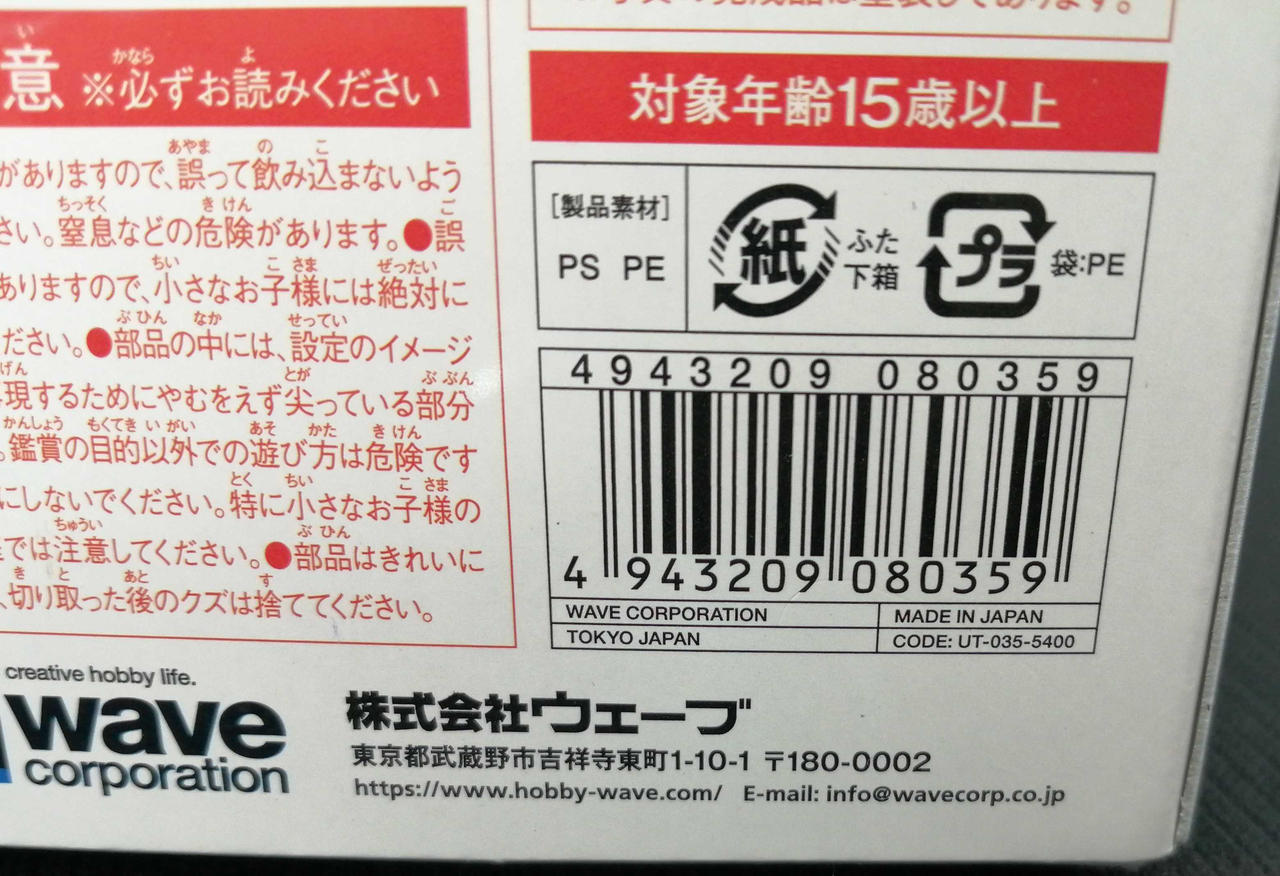 意 ※必ずお読みください
がありますので、誤って飲み込まないよう
さい。窒息などの危険があります。●誤
ありますので、小さなお子様には絶対に
ださい。●部品の中には、設定のイメージ
現するためにやむをえず尖っている部分
。鑑賞の目的以外での遊び方は危険です
にしないでください。特に小さなお子様の
では注意してください。●部品はきれいに
、切り取った後のクズは捨ててください。
対象年齢15歳以上
[製品素材]
PS PE
紙
ふた
下箱
プラ
袋:PE
4943209 080359
4 943209 080359
WAVE CORPORATION
MADE IN JAPAN
TOKYO JAPAN
CODE: UT-035-5400
creative hobby life.
wave
corporation
株式会社ウェーブ
東京都武蔵野市吉祥寺東町1-10-1 〒180-0002
https://www.hobby-wave.com/ E-mail: info@wavecorp.co.jp